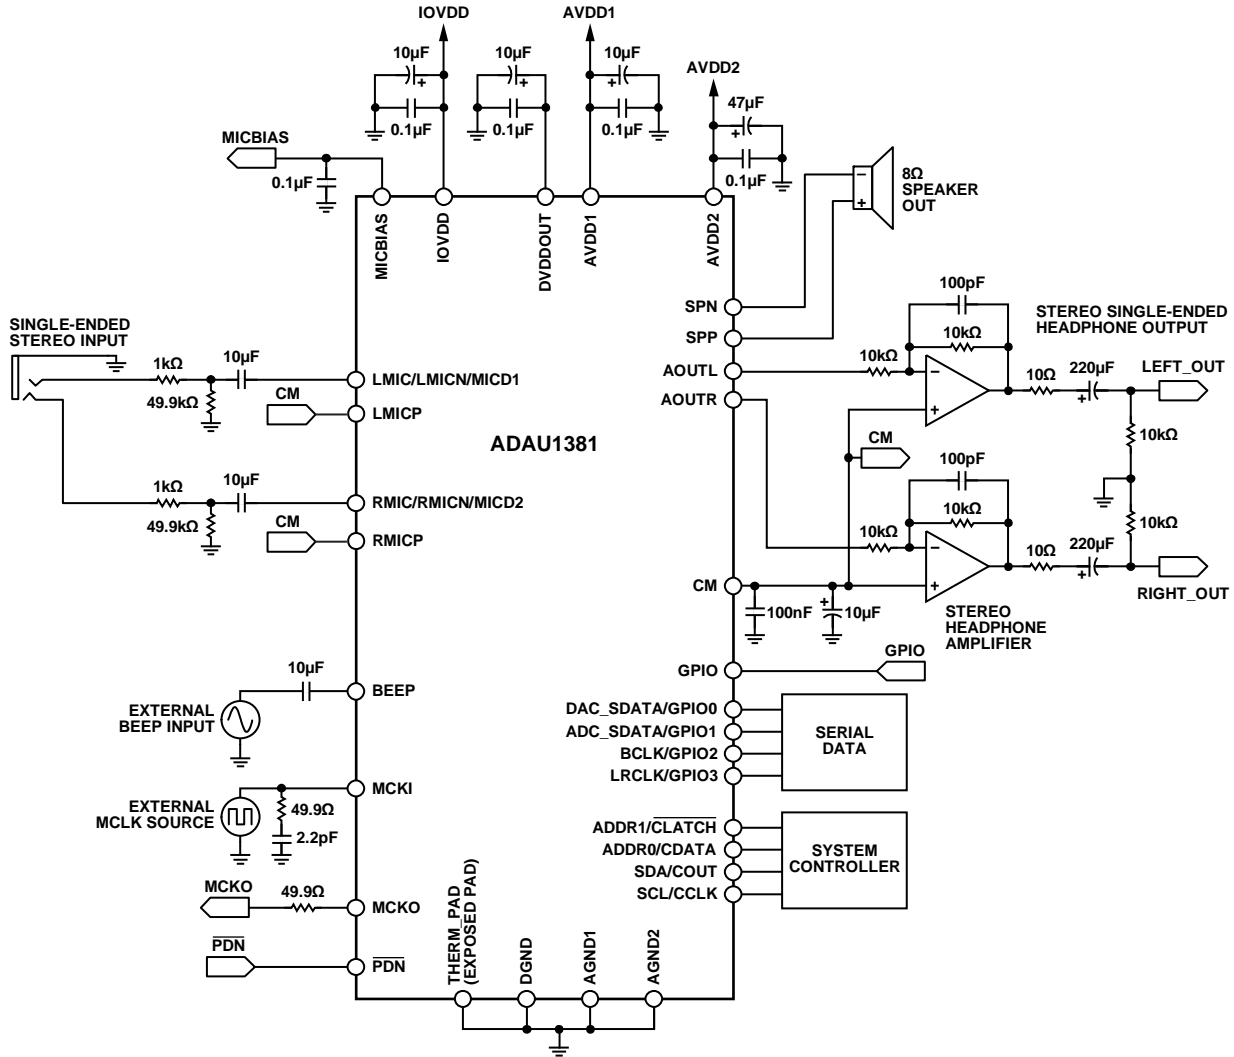 IOVDD
AVDD1
10µF
10µF
10µF
AVDD2
47µF
0.1µF
0.1µF
0.1µF
MICBIAS
0.1µF
0.1µF
8Ω
SPEAKER
OUT
−
+
MICBIAS
IOVDD
DVDDOUT
AVDD1
AVDD2
SPN
SPP
AOUTL
AOUTR
SINGLE-ENDED
STEREO INPUT
1kΩ
10µF
49.9kΩ
CM
LMIC/LMICN/MICD1
LMICP
ADAU1381
1kΩ
10µF
49.9kΩ
CM
RMIC/RMICN/MICD2
RMICP
100pF
10kΩ
10kΩ
−
+
STEREO SINGLE-ENDED
HEADPHONE OUTPUT
10Ω
220µF
+
LEFT_OUT
10kΩ
CM
100pF
10kΩ
10kΩ
−
+
10kΩ
10Ω
220µF
+
RIGHT_OUT
CM
100nF
+
10µF
STEREO
HEADPHONE
AMPLIFIER
GPIO
GPIO
10µF
BEEP
EXTERNAL
BEEP INPUT
DAC_SDATA/GPIO0
ADC_SDATA/GPIO1
BCLK/GPIO2
LRCLK/GPIO3
SERIAL
DATA
MCKI
EXTERNAL
MCLK SOURCE
49.9Ω
2.2pF
ADDR1/CLATCH
ADDR0/CDATA
SDA/COUT
SCL/CCLK
SYSTEM
CONTROLLER
MCKO
49.9Ω
MCKO
PDN
PDN
THERM_PAD
(EXPOSED PAD)
DGND
AGND1
AGND2